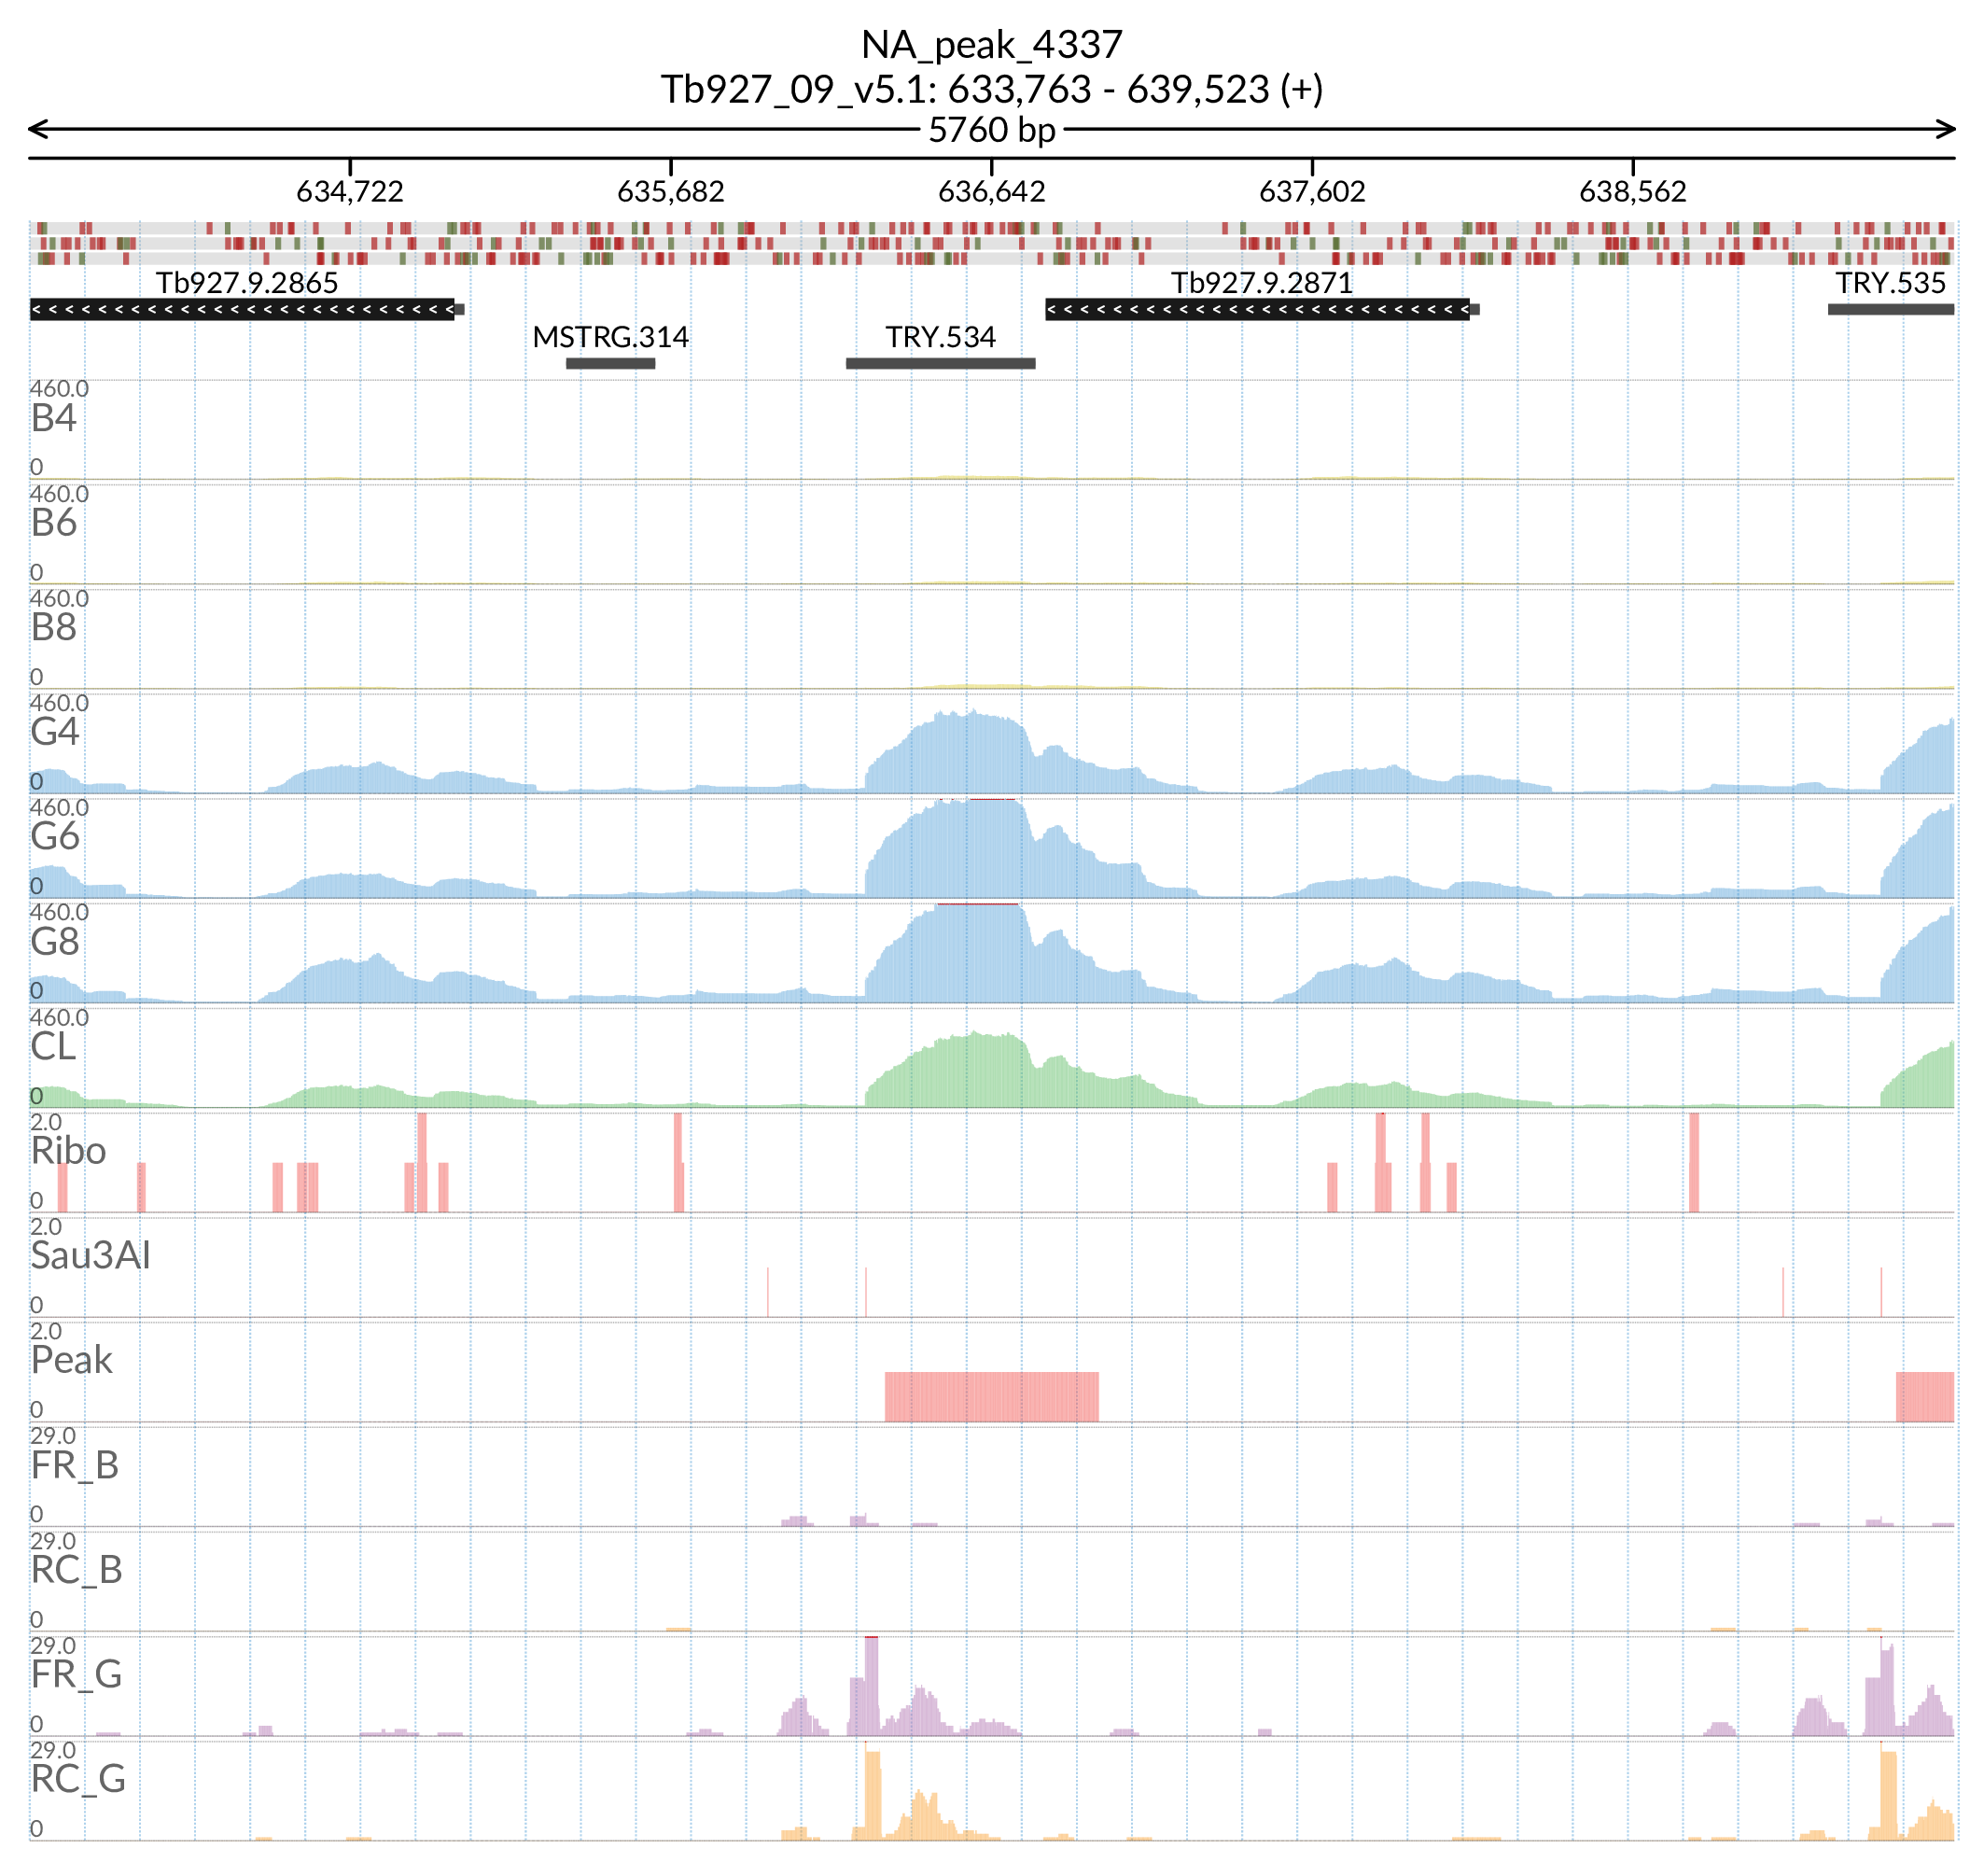 NA_peak_4337
Tb927_09_v5.1: 633,763 - 639,523 (+)
5760 bp
634,722 635,682 636,642 637,602 638,562
Tb927.9.2865 Tb927.9.2871 TRY.535
MSTRG.314 TRY.534
460.0
B4
0
460.0
B6
0
460.0
B8
0
460.0
G4
0
460.0
G6
0
460.0
G8
0
460.0
CL
0
2.0
Ribo
0
2.0
Sau3AI
0
2.0
Peak
0
29.0
FR_B
0
29.0
RC_B
0
29.0
FR_G
0
29.0
RC_G
0